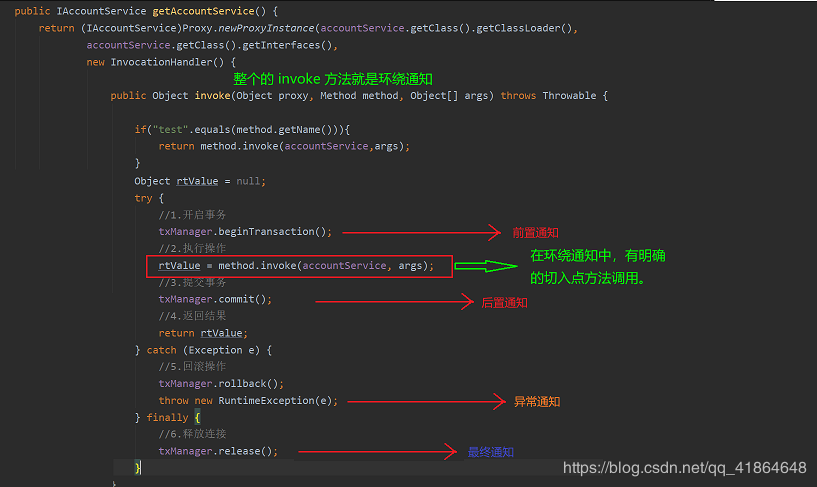 public IAccountService getAccountService() {
return (IAccountService)Proxy.newProxyInstance(accountService.getClass().getClassLoader(),
accountService.getClass().getInterfaces(),
new InvocationHandler() {
整个的 invoke 方法就是环绕通知
public Object invoke(Object proxy, Method method, Object[] args) throws Throwable {
if("test".equals(method.getName())){
return method.invoke(accountService,args);
}
Object rtValue = null;
try {
//1.开启事务
txManager.beginTransaction(); 前置通知
//2.执行操作
rtValue = method.invoke(accountService, args); 在环绕通知中，有明确
的切入点方法调用。
//3.提交事务
txManager.commit(); 后置通知
//4.返回结果
return rtValue;
} catch (Exception e) {
//5.回滚操作
txManager.rollback();
throw new RuntimeException(e); 异常通知
} finally {
//6.释放连接
txManager.release(); 最终通知
}
https://blog.csdn.net/qq_41864648